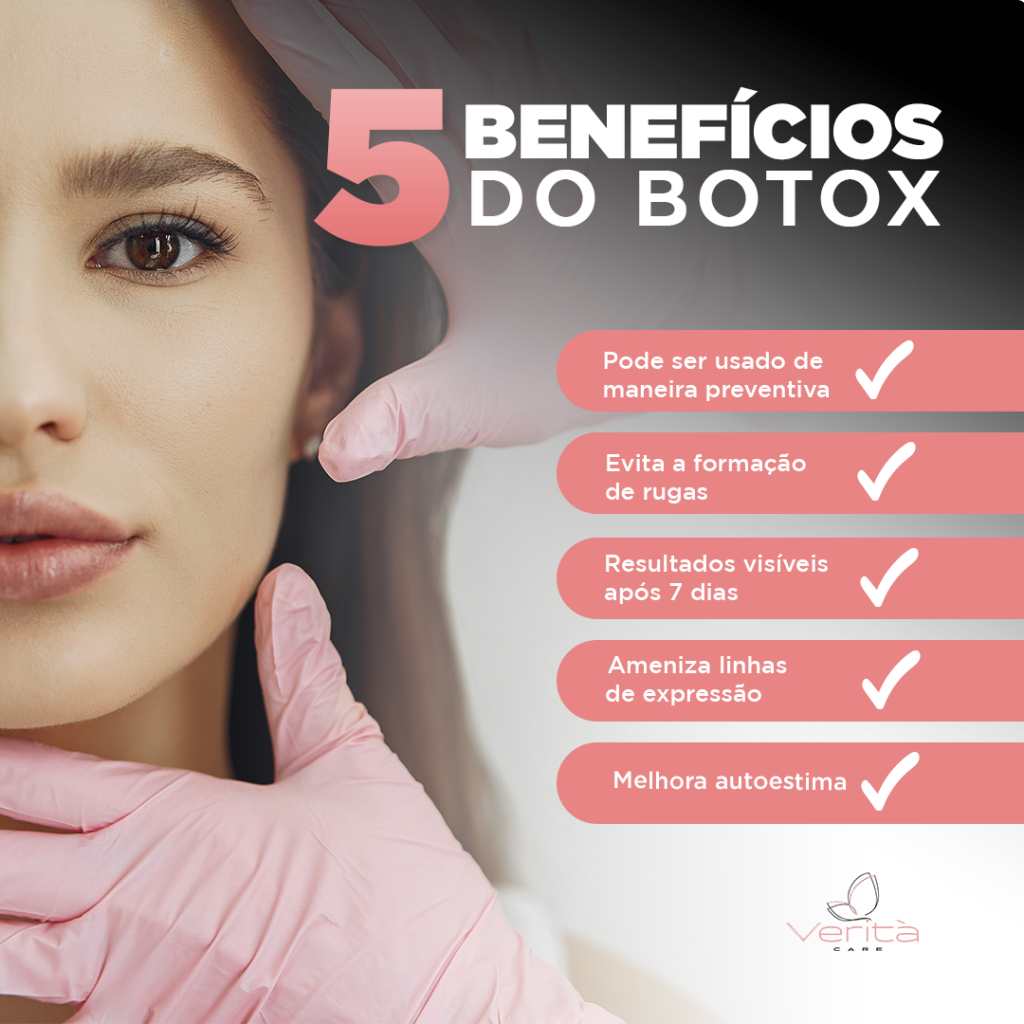 5 BENEFÍCIOS
DO BOTOX
Pode ser usado de
maneira preventiva
Evita a formação
de rugas
Resultados visíveis
após 7 dias
Ameniza linhas
de expressão
Melhora autoestima
Verità
CARE